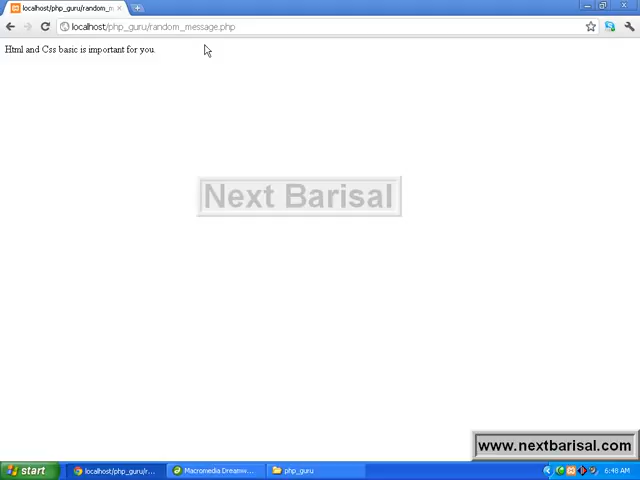 localhost/php_guru/random_m
localhost/php_guru/random_message.php
Html and Css basic is important for you.
Next Barisal
www.nextbarisal.com
start
localhost/php_guru/r...
Macromedia Dreamw...
php_guru
6:48 AM